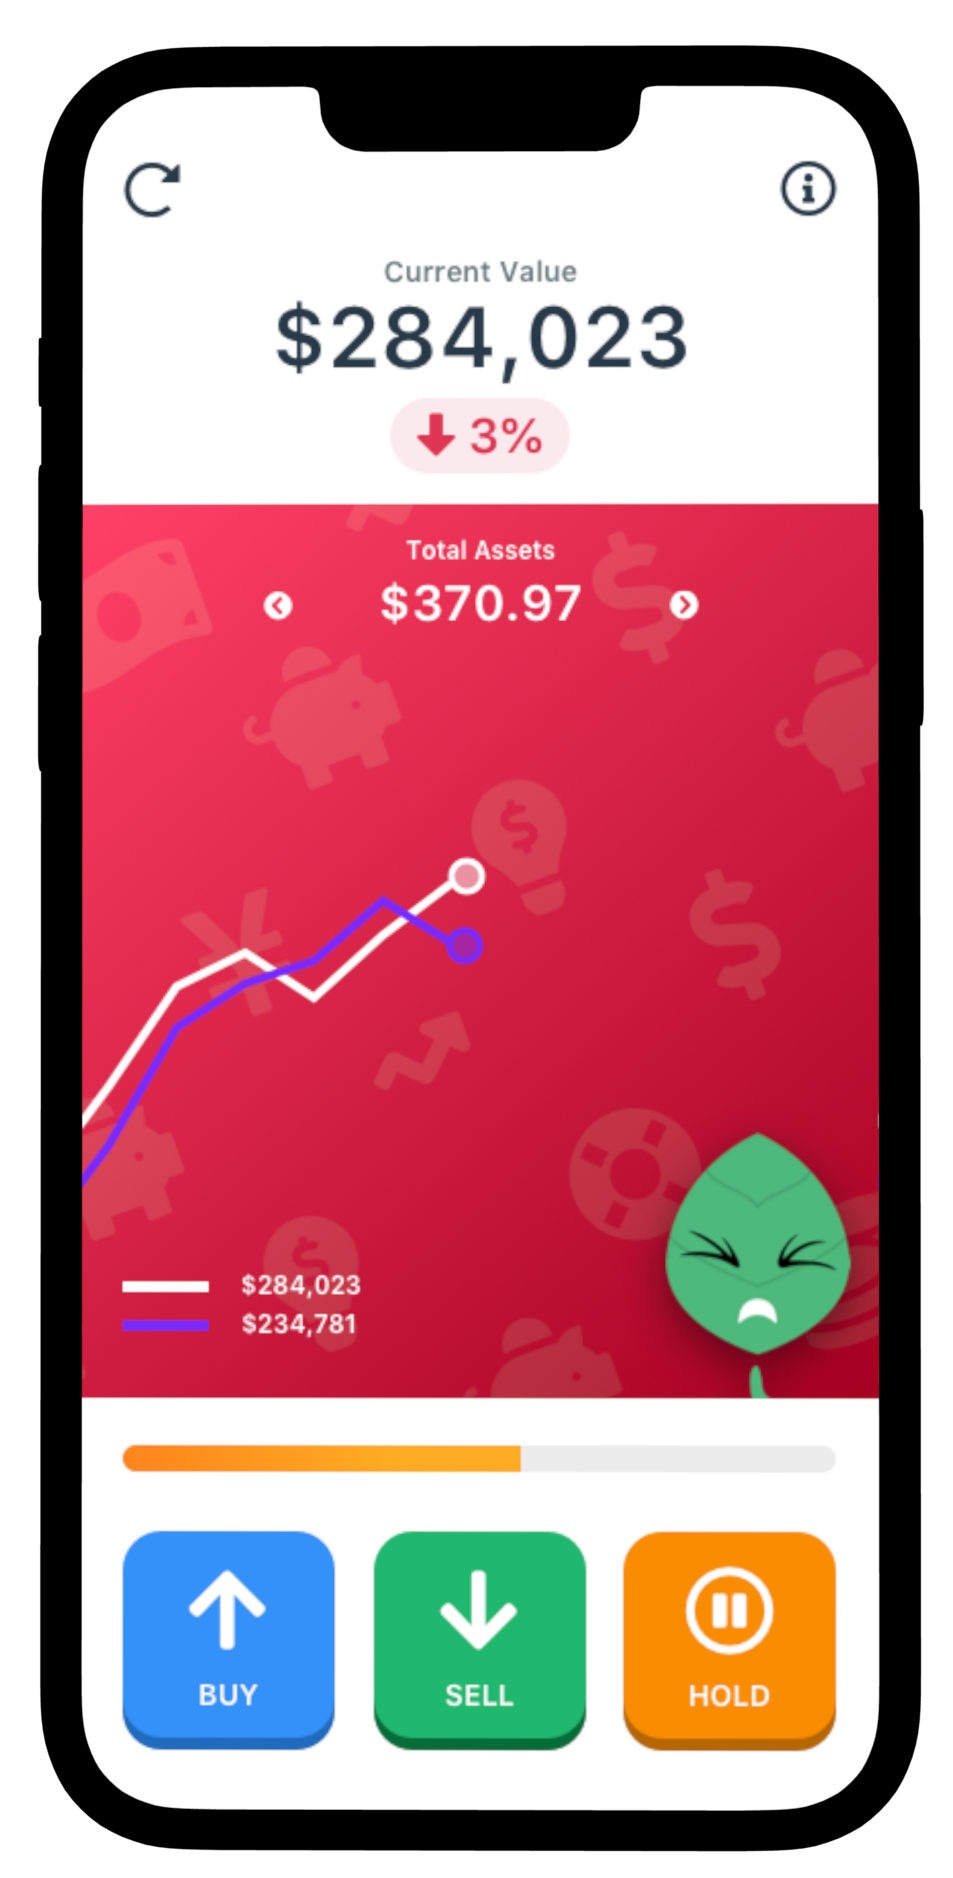 Current Value
$284,023
3%
Total Assets
$370.97
$284,023
$234,781
BUY
SELL
HOLD